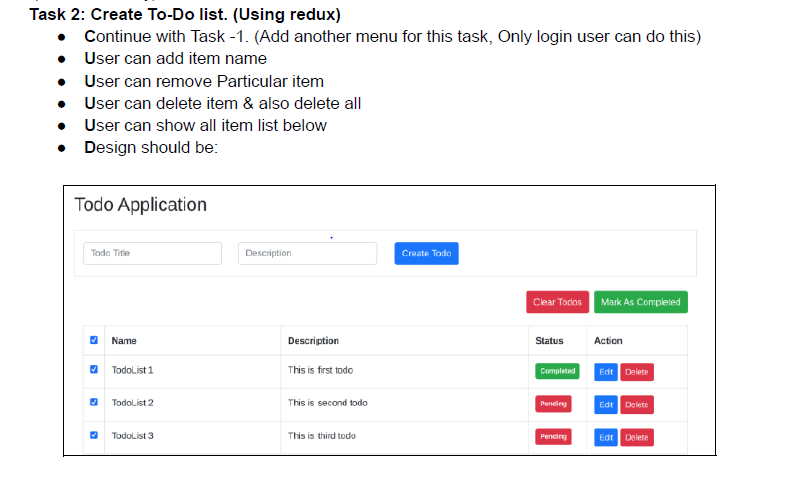 Task 2: Create To-Do list. (Using redux)
● Continue with Task -1. (Add another menu for this task, Only login user can do this)
● User can add item name
● User can remove Particular item
● User can delete item & also delete all
● User can show all item list below
● Design should be:
Todo Application
Todo Title Description Create Todo
Clear Todos Mark As Completed
Name Description Status Action
TodoList 1 This is first todo Completed Edit Delete
TodoList 2 This is second todo Pending Edit Delete
TodoList 3 This is third todo Pending Edit Delete